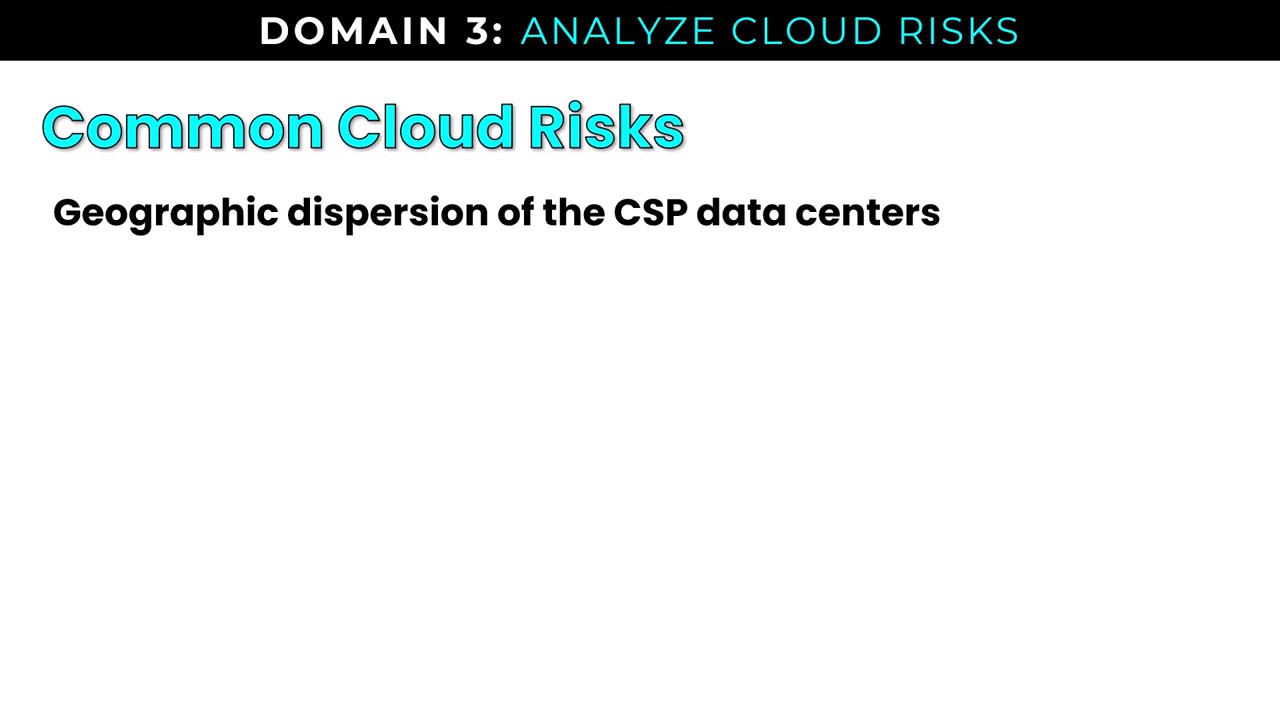 DOMAIN 3: ANALYZE CLOUD RISKS
Common Cloud Risks
Geographic dispersion of the CSP data centers